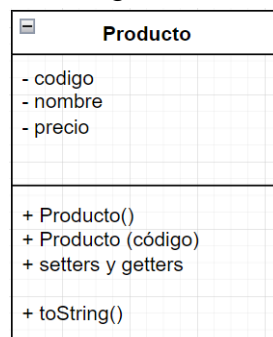 Producto
- codigo
- nombre
- precio
+ Producto()
+ Producto (código)
+ setters y getters
+ toString()